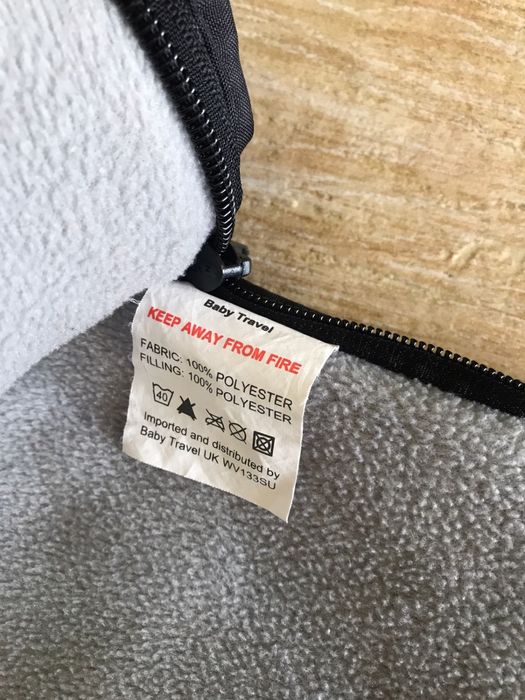 Baby Travel
KEEP AWAY FROM FIRE
FABRIC: 100% POLYESTER
FILLING: 100% POLYESTER
40
Imported and distributed by
Baby Travel UK WV133SU